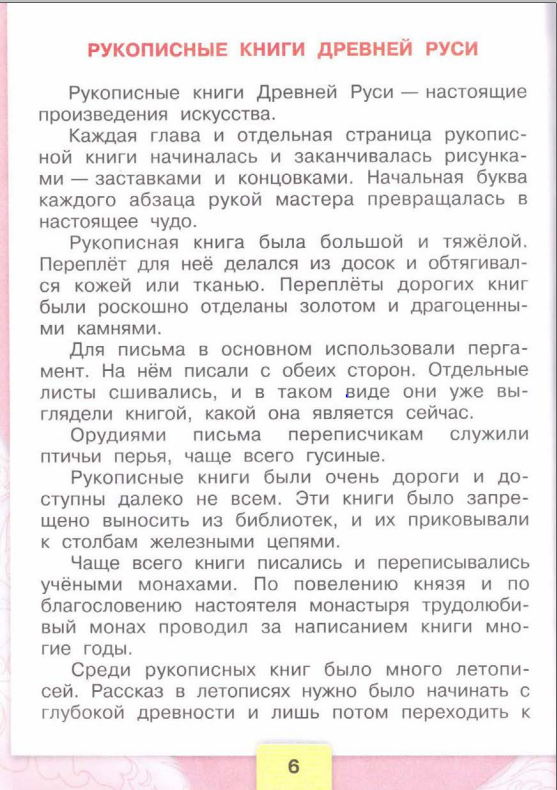 РУКОПИСНЫЕ КНИГИ ДРЕВНЕЙ РУСИ
Рукописные книги Древней Руси — настоящие
произведения искусства.
Каждая глава и отдельная страница рукопис-
ной книги начиналась и заканчивалась рисунка-
ми — заставками и концовками. Начальная буква
каждого абзаца рукой мастера превращалась в
настоящее чудо.
Рукописная книга была большой и тяжёлой.
Переплёт для неё делался из досок и обтягивал-
ся кожей или тканью. Переплёты дорогих книг
были роскошно отделаны золотом и драгоценны-
ми камнями.
Для письма в основном использовали перга-
мент. На нём писали с обеих сторон. Отдельные
листы сшивались, и в таком виде они уже вы-
глядели книгой, какой она является сейчас.
Орудиями письма переписчикам служили
птичьи перья, чаще всего гусиные.
Рукописные книги были очень дороги и до-
ступны далеко не всем. Эти книги было запре-
щено выносить из библиотек, и их приковывали
к столбам железными цепями.
Чаще всего книги писались и переписывались
учёными монахами. По повелению князя и по
благословению настоятеля монастыря трудолюби-
вый монах проводил за написанием книги мно-
гие годы.
Среди рукописных книг было много летопи-
сей. Рассказ в летописях нужно было начинать с
глубокой древности и лишь потом переходить к
6